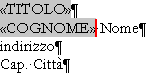 «TITOLO»¶
«COGNOME» Nome¶
indirizzo¶
Cap.·Città¶